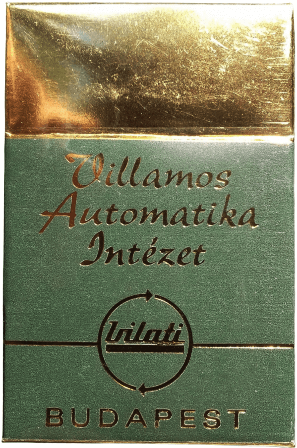 Villamos
Automatika
Intézet
Vilati
BUDAPEST